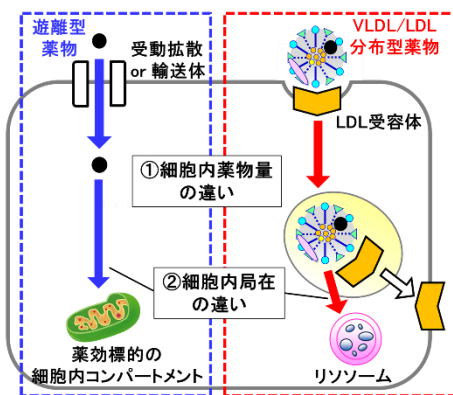 遊離型
薬物
受動拡散
or 輸送体
VLDL/LDL
分布型薬物
LDL受容体
①細胞内薬物量
の違い
②細胞内局在
の違い
薬効標的の
細胞内コンパートメント
リソソーム